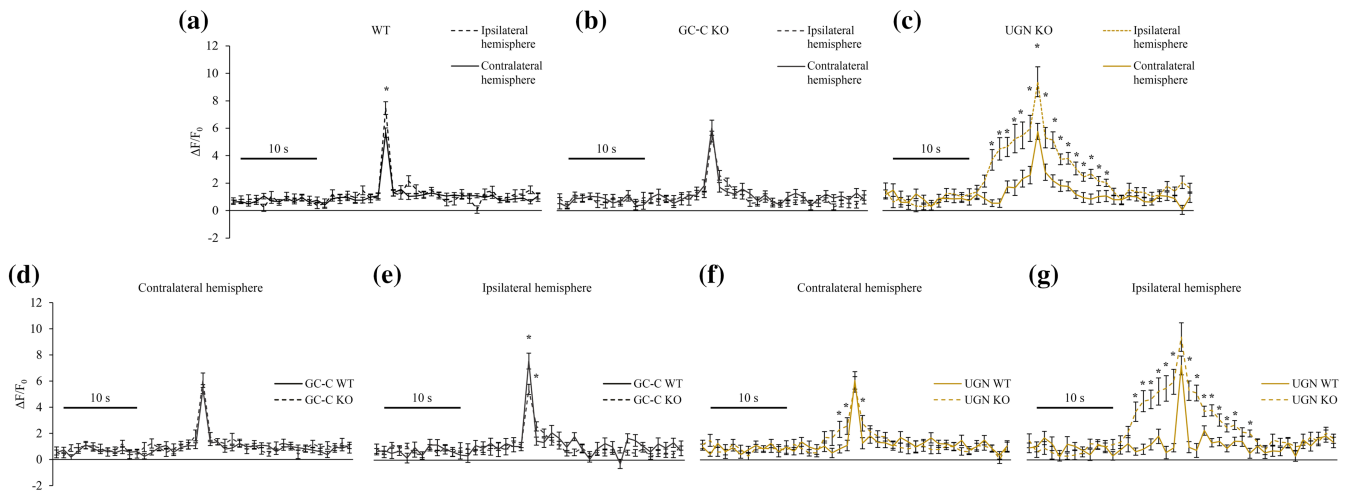 (a)
WT
Ipsilateral
hemisphere
Contralateral
hemisphere
*
10 s
ΔF/F0
12
10
8
6
4
2
0
-2
(b)
GC-C KO
Ipsilateral
hemisphere
Contralateral
hemisphere
10 s
(c)
UGN KO
Ipsilateral
hemisphere
Contralateral
hemisphere
* * * * * * * * * * * * * * * *
10 s
(d)
Contralateral hemisphere
ΔF/F0
12
10
8
6
4
2
0
-2
10 s
GC-C WT
GC-C KO
(e)
Ipsilateral hemisphere
*
*
10 s
GC-C WT
GC-C KO
(f)
Contralateral hemisphere
* * * *
10 s
UGN WT
UGN KO
(g)
Ipsilateral hemisphere
* * * * * * * * * * * * * *
10 s
UGN WT
UGN KO